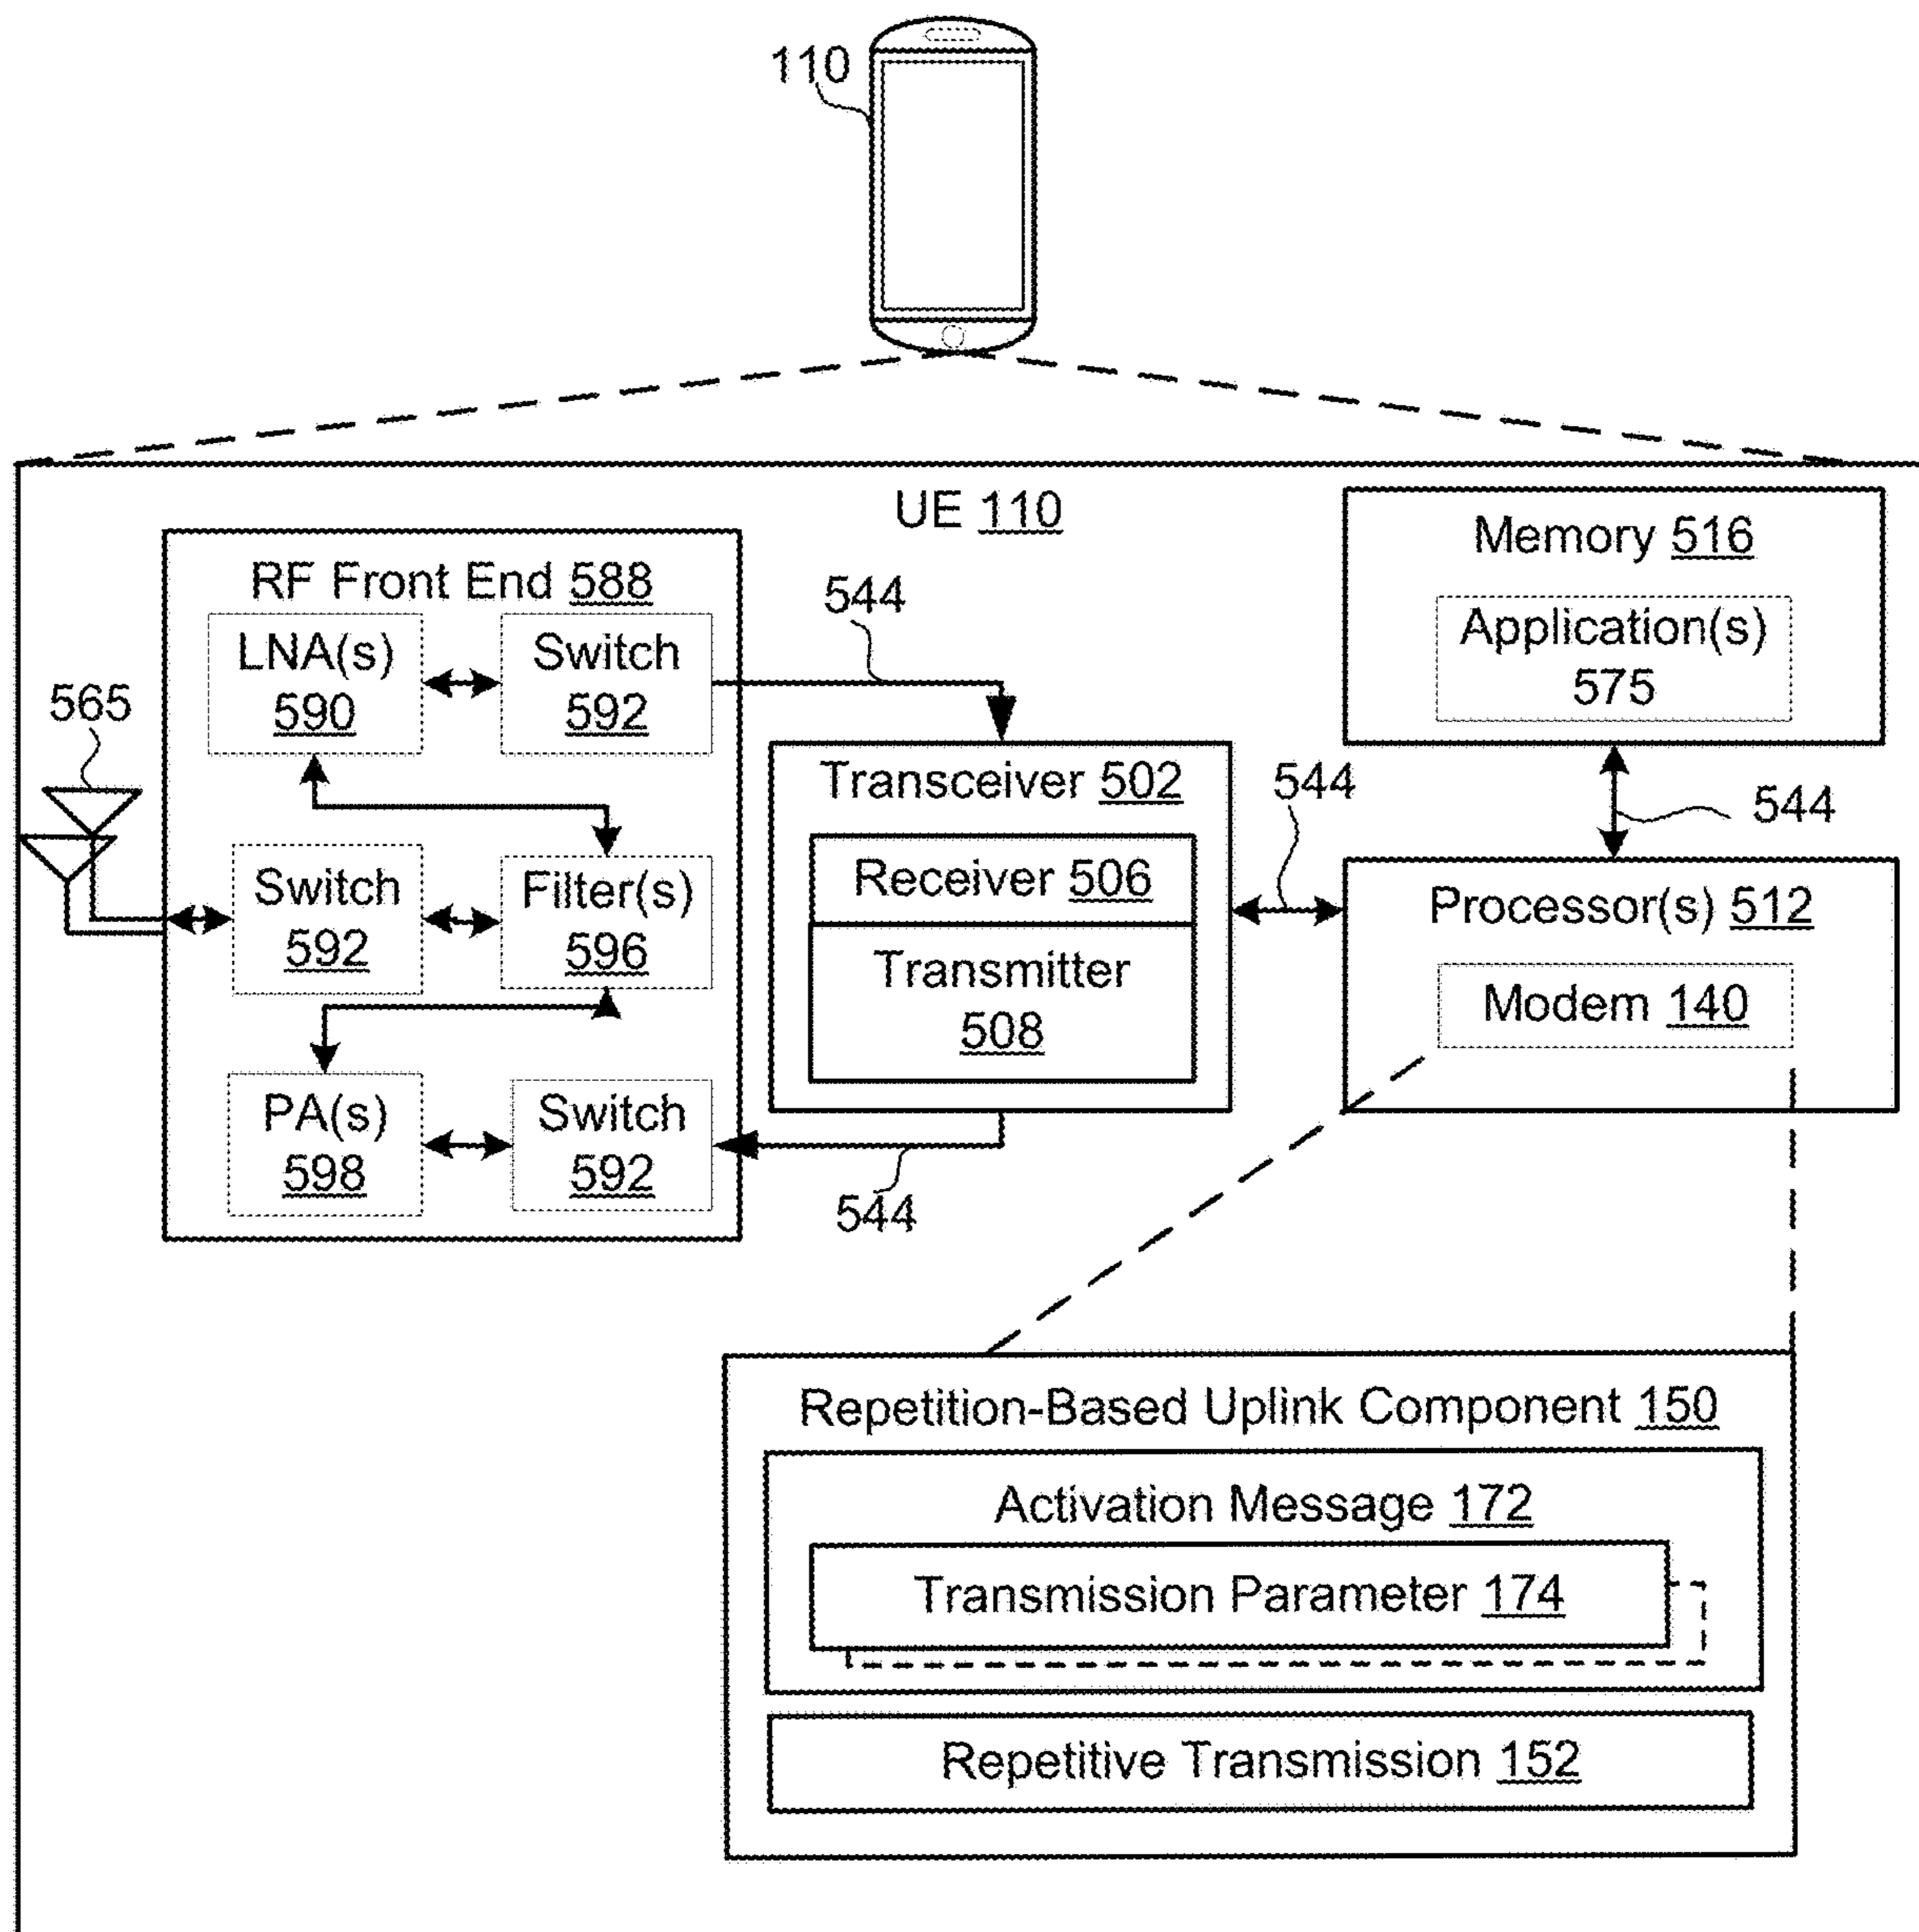 110
UE 110
RF Front End 588
LNA(s)
590
Switch
592
544
565
Switch
592
Filter(s)
596
PA(s)
598
Switch
592
544
Transceiver 502
Receiver 506
Transmitter
508
544
Memory 516
Application(s)
575
544
Processor(s) 512
Modem 140
Repetition-Based Uplink Component 150
Activation Message 172
Transmission Parameter 174
Repetitive Transmission 152